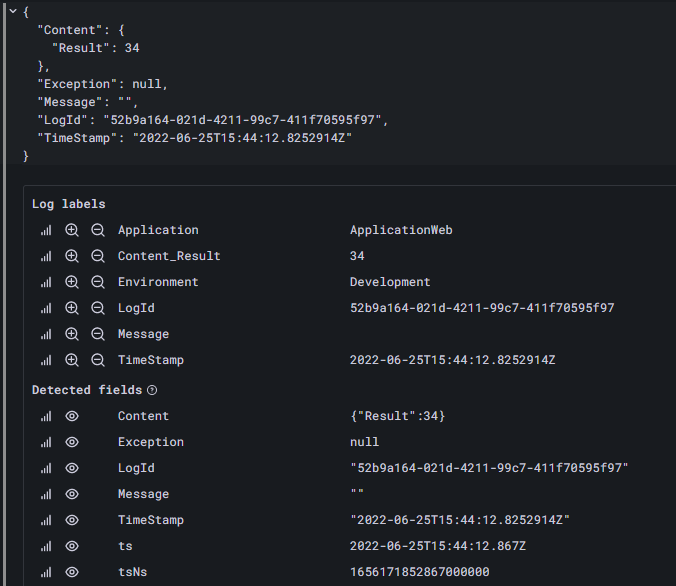 {
"Content": {
"Result": 34
},
"Exception": null,
"Message": "",
"LogId": "52b9a164-021d-4211-99c7-411f70595f97",
"TimeStamp": "2022-06-25T15:44:12.8252914Z"
}
Log labels
Application ApplicationWeb
Content_Result 34
Environment Development
LogId 52b9a164-021d-4211-99c7-411f70595f97
Message
TimeStamp 2022-06-25T15:44:12.8252914Z
Detected fields
Content {"Result":34}
Exception null
LogId "52b9a164-021d-4211-99c7-411f70595f97"
Message ""
TimeStamp "2022-06-25T15:44:12.8252914Z"
ts 2022-06-25T15:44:12.867Z
tsNs 1656171852867000000